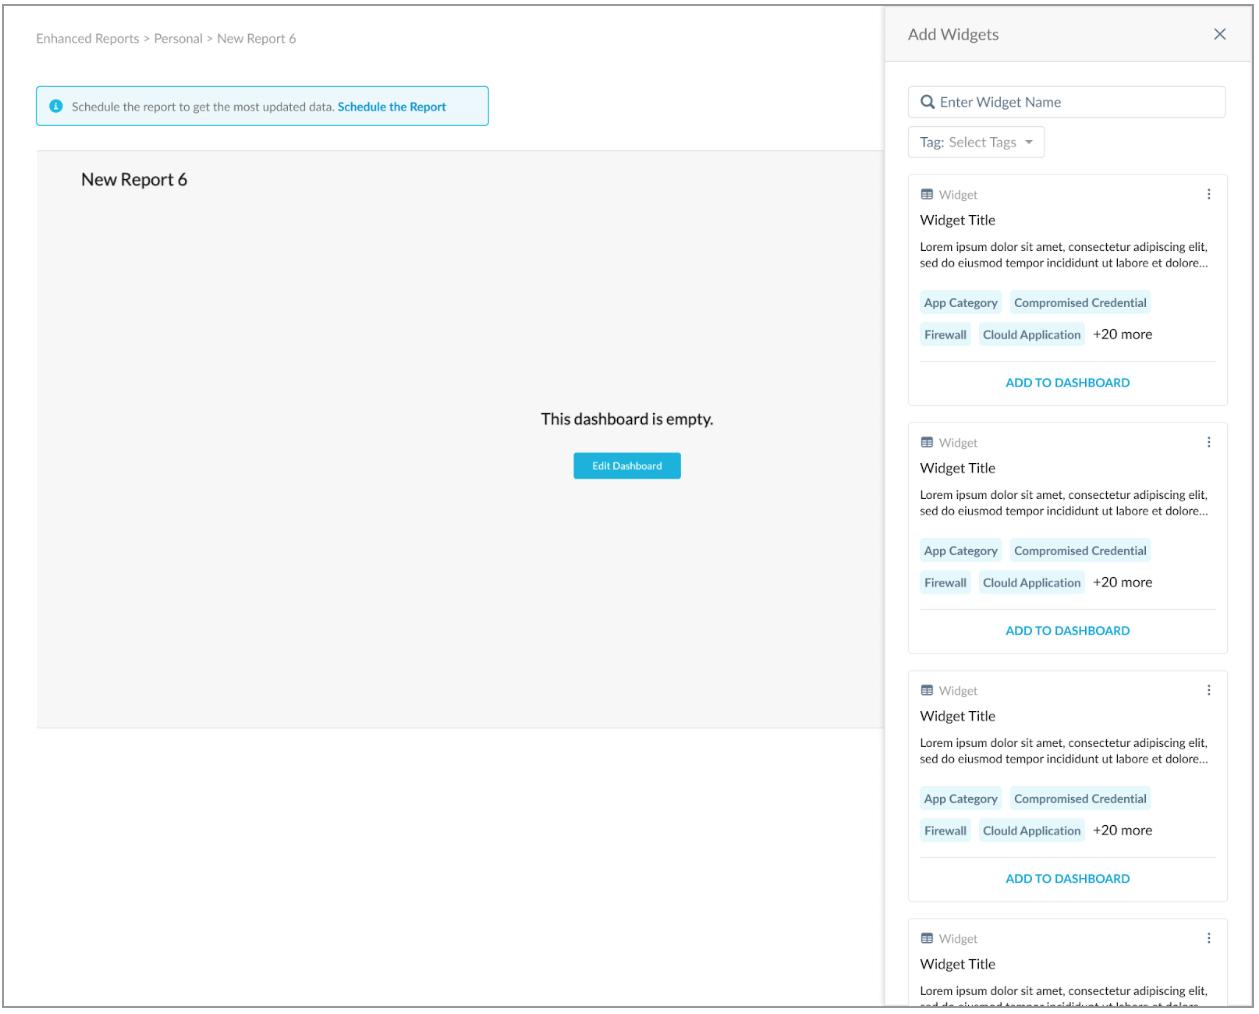 Enhanced Reports > Personal > New Report 6
Schedule the report to get the most updated data. Schedule the Report
New Report 6
This dashboard is empty.
Edit Dashboard
Add Widgets
Enter Widget Name
Tag: Select Tags
Widget
Widget Title
Lorem ipsum dolor sit amet, consectetur adipiscing elit,
sed do eiusmod tempor incididunt ut labore et dolore...
App Category Compromised Credential
Firewall Clould Application +20 more
ADD TO DASHBOARD
Widget
Widget Title
Lorem ipsum dolor sit amet, consectetur adipiscing elit,
sed do eiusmod tempor incididunt ut labore et dolore...
App Category Compromised Credential
Firewall Clould Application +20 more
ADD TO DASHBOARD
Widget
Widget Title
Lorem ipsum dolor sit amet, consectetur adipiscing elit,
sed do eiusmod tempor incididunt ut labore et dolore...
App Category Compromised Credential
Firewall Clould Application +20 more
ADD TO DASHBOARD
Widget
Widget Title
Lorem ipsum dolor sit amet, consectetur adipiscing elit,